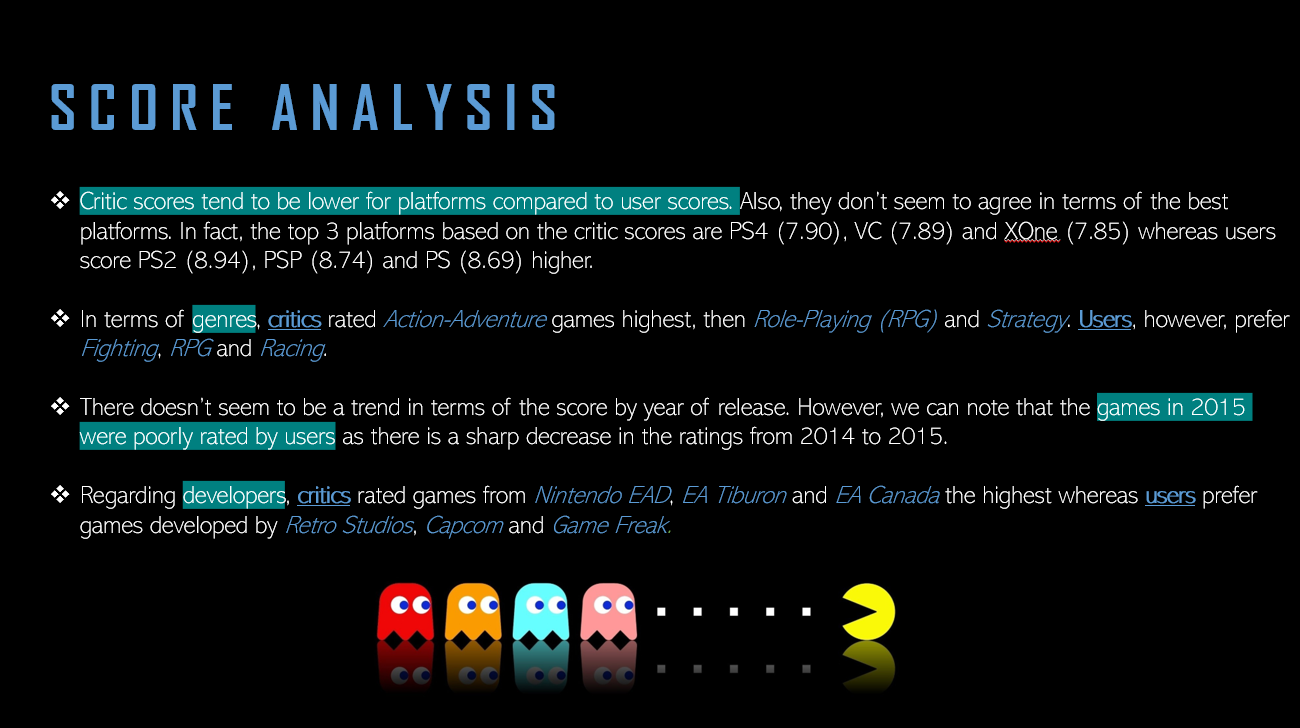 SCORE ANALYSIS
❖ Critic scores tend to be lower for platforms compared to user scores. Also, they don't seem to agree in terms of the best
platforms. In fact, the top 3 platforms based on the critic scores are PS4 (7.90), VC (7.89) and XOne (7.85) whereas users
score PS2 (8.94), PSP (8.74) and PS (8.69) higher.
❖ In terms of genres, critics rated Action-Adventure games highest, then Role-Playing (RPG) and Strategy. Users, however, prefer
Fighting, RPG and Racing.
❖ There doesn't seem to be a trend in terms of the score by year of release. However, we can note that the games in 2015
were poorly rated by users as there is a sharp decrease in the ratings from 2014 to 2015.
❖ Regarding developers, critics rated games from Nintendo EAD, EA Tiburon and EA Canada the highest whereas users prefer
games developed by Retro Studios, Capcom and Game Freak.